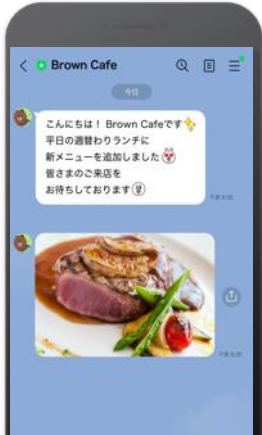 Brown Cafe
今日
こんにちは！ Brown Cafeです
平日の週替わりランチに
新メニューを追加しました
皆さまのご来店を
お待ちしております